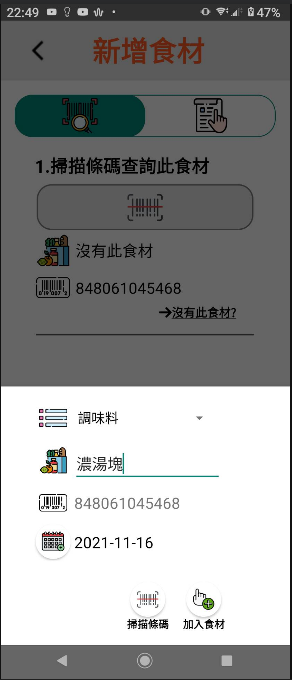 22:49
47%
新增食材
1.掃描條碼查詢此食材
沒有此食材
848061045468
→沒有此食材?
調味料
濃湯塊
848061045468
2021-11-16
掃描條碼
加入食材